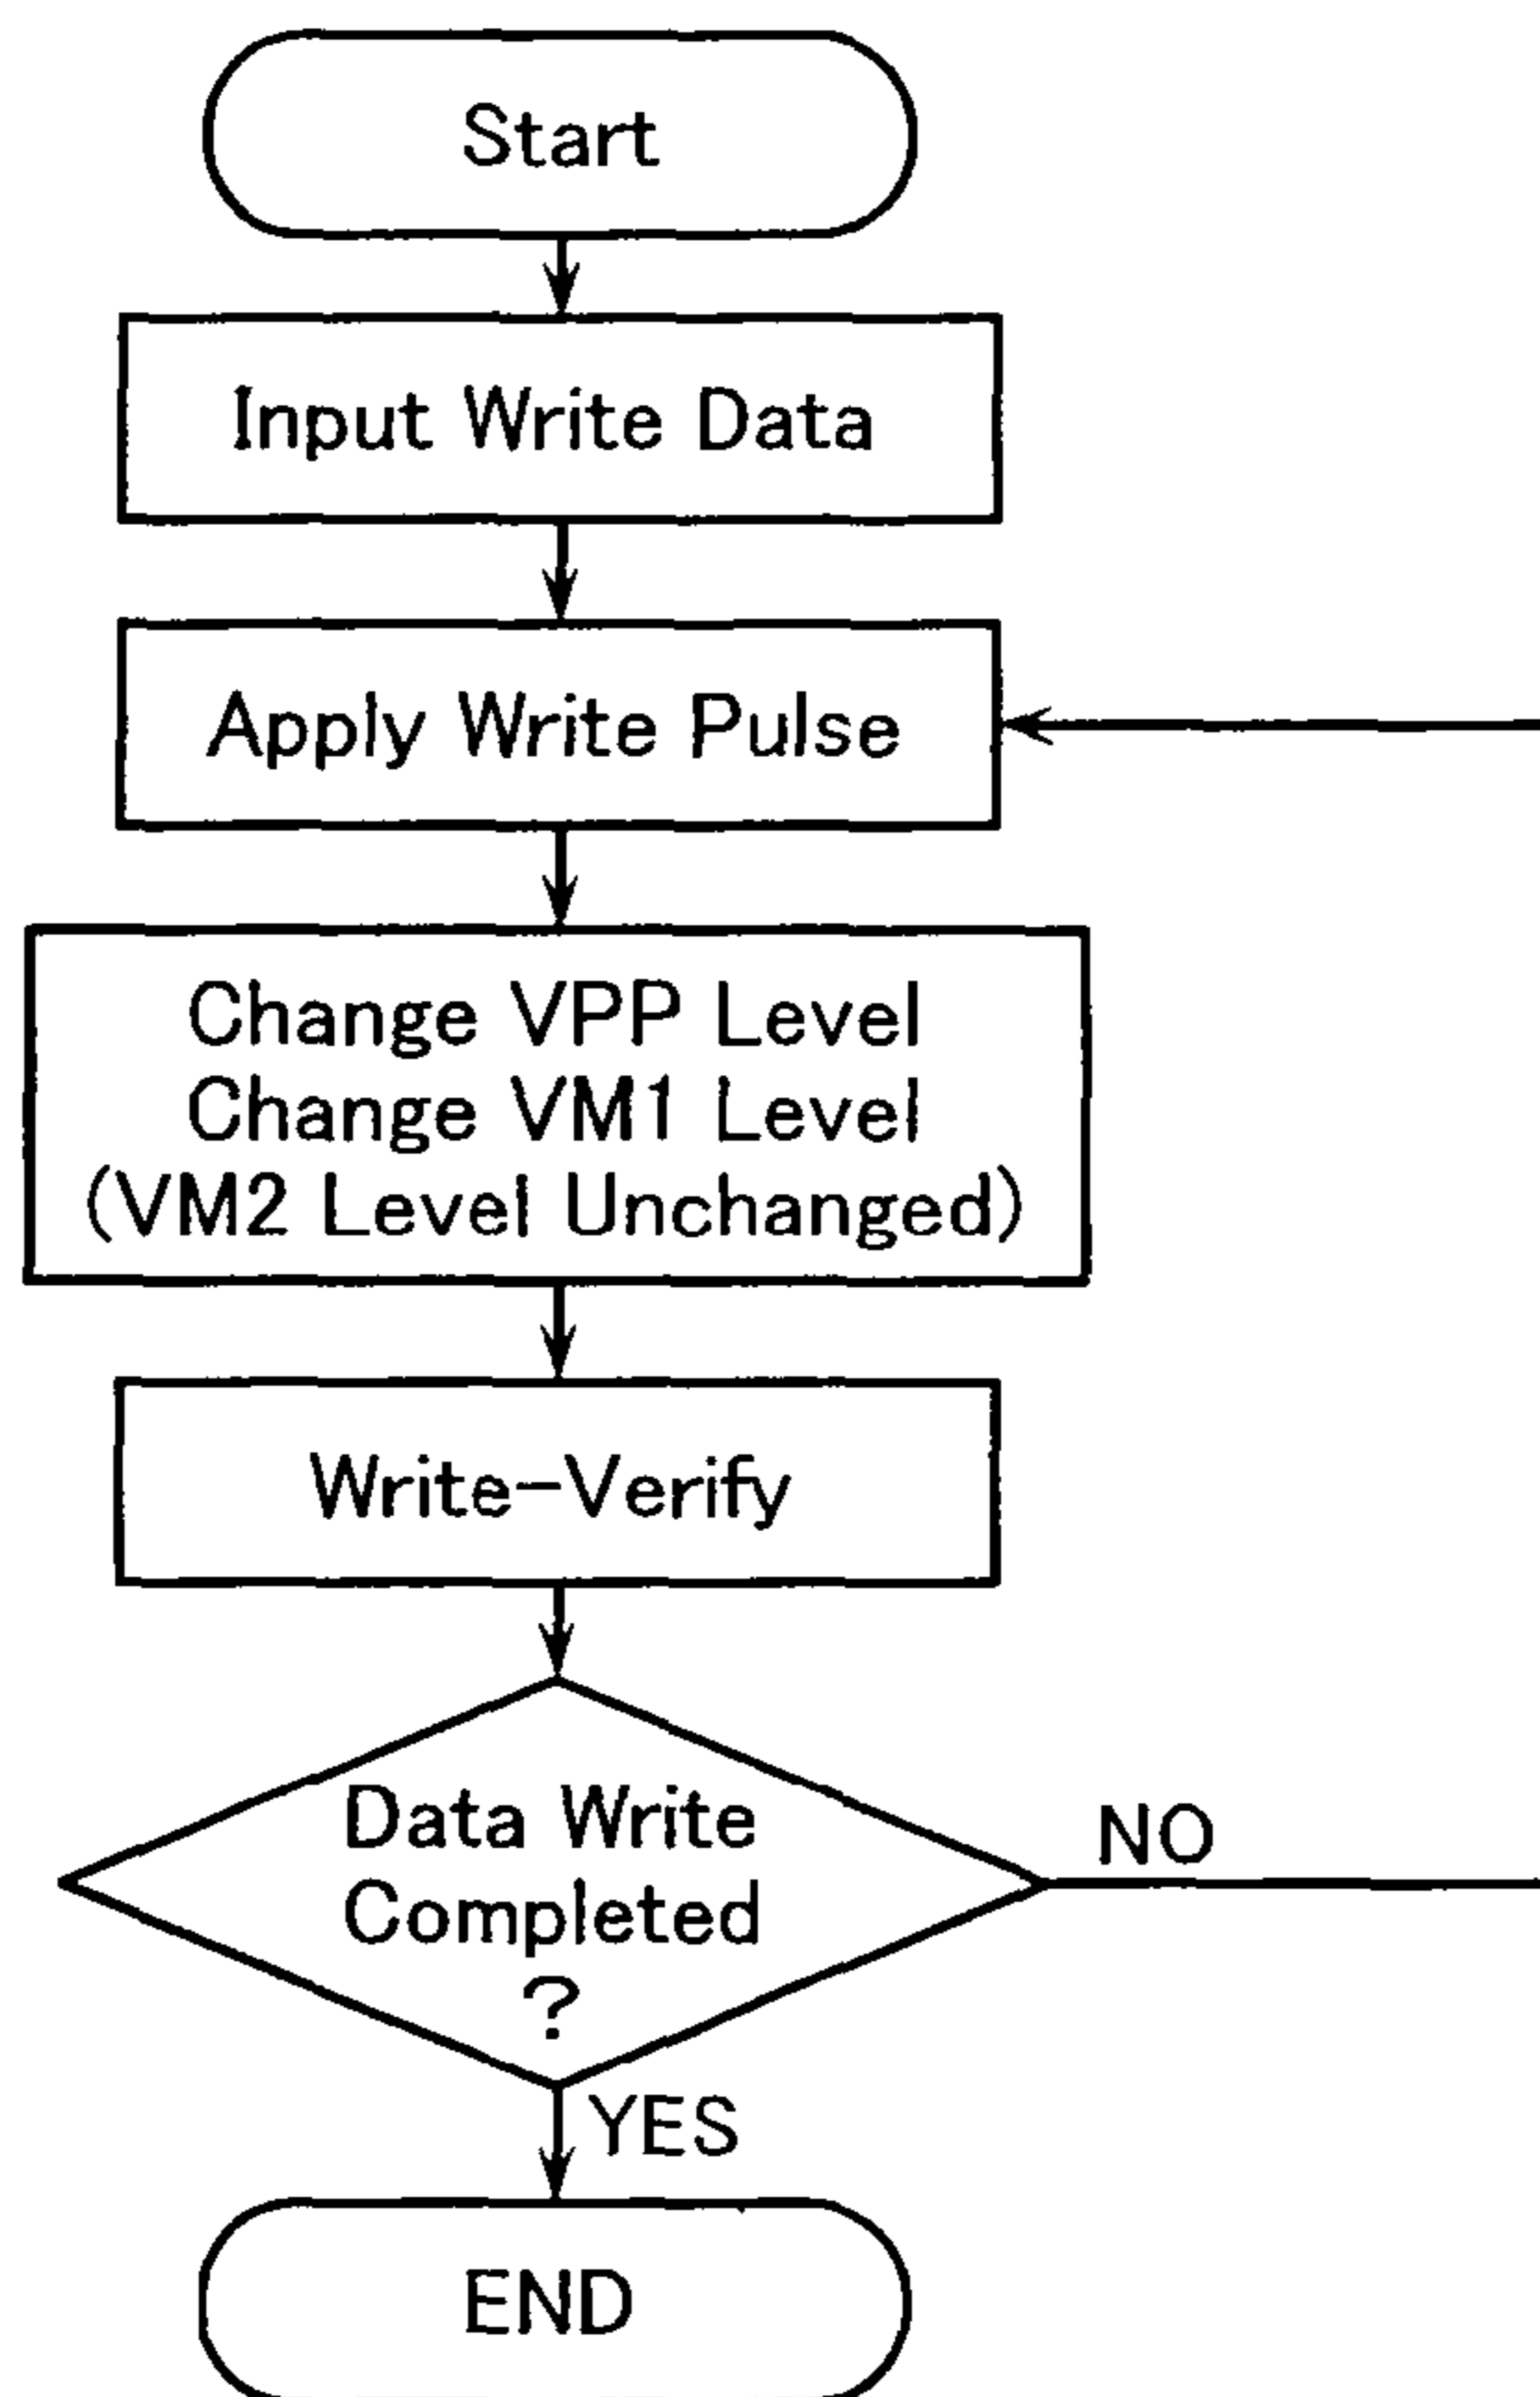 Start
Input Write Data
Apply Write Pulse
Change VPP Level
Change VM1 Level
(VM2 Level Unchanged)
Write-Verify
Data Write
Completed
?
NO
YES
END